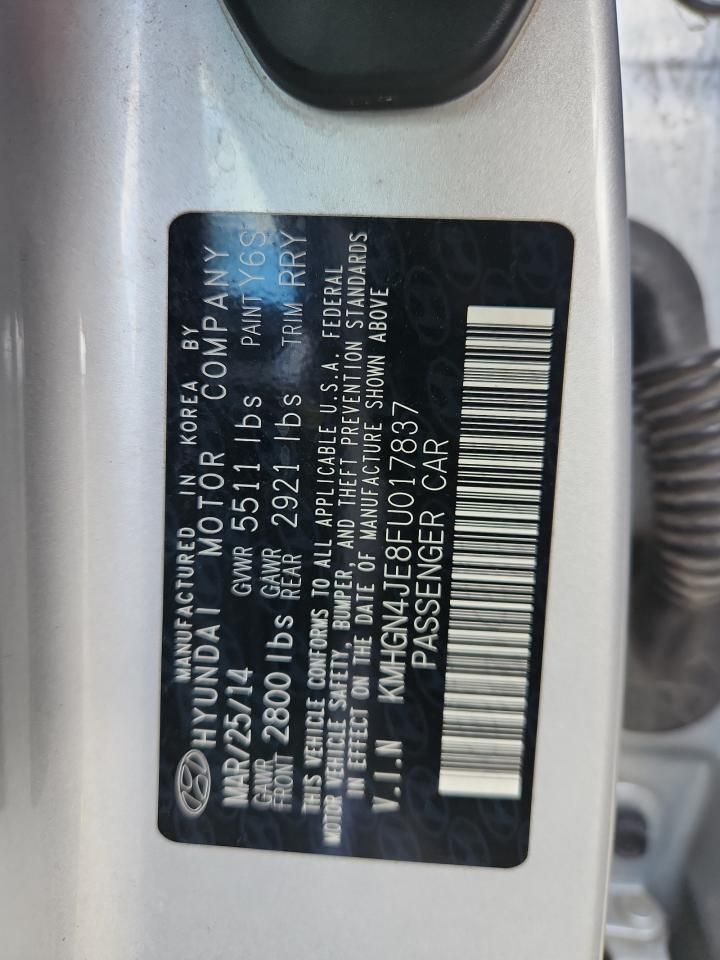 MANUFACTURED IN KOREA BY
HYUNDAI MOTOR COMPANY
MAR/25/14 GVWR 5511 lbs PAINT Y6S
GAWR FRONT 2800 lbs GAWR REAR 2921 lbs TRIM RRY
THIS VEHICLE CONFORMS TO ALL APPLICABLE U.S.A. FEDERAL
MOTOR VEHICLE SAFETY, BUMPER, AND THEFT PREVENTION STANDARDS
IN EFFECT ON THE DATE OF MANUFACTURE SHOWN ABOVE
V.I.N KMHGN4JE8FU017837
PASSENGER CAR